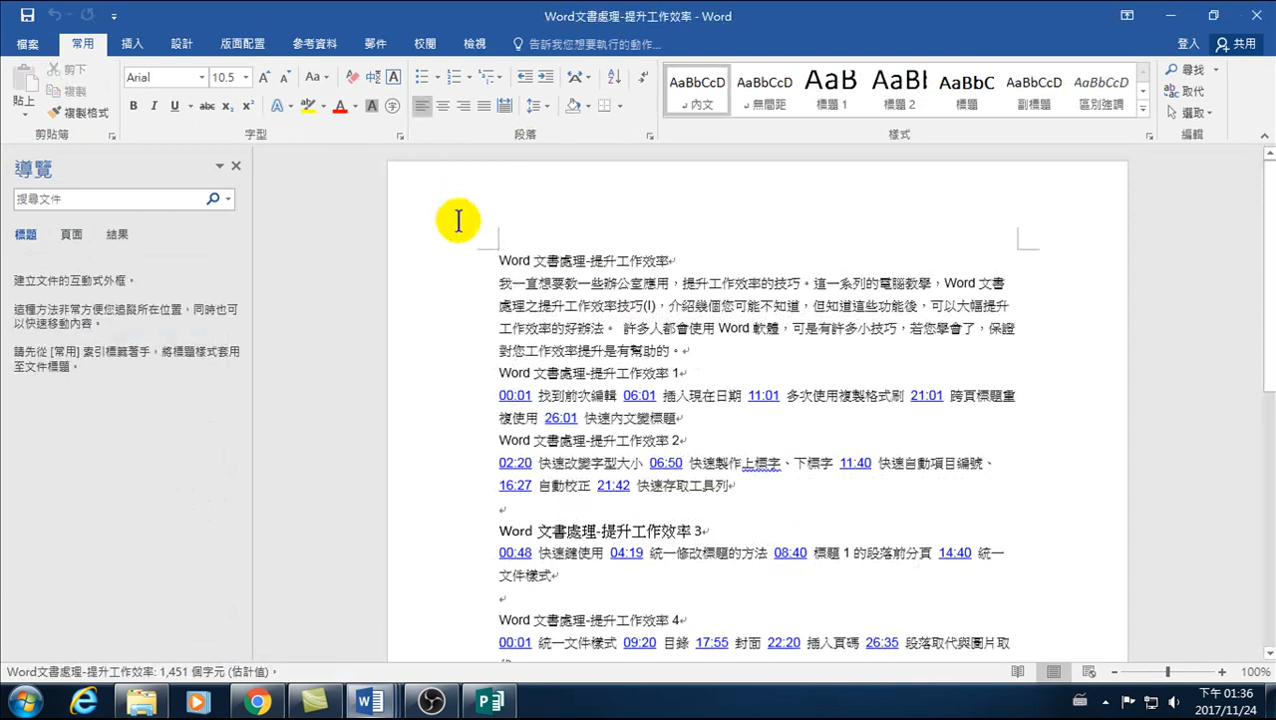 Word文書處理-提升工作效率 - Word
檔案 常用 插入 設計 版面配置 參考資料 郵件 校閱 檢視 告訴我您想要執行的動作... 登入 共用
貼上 剪下 複製 複製格式
Arial 10.5
AaBbCcD AaBbCcD AaB AaBl AaBbC AaBbCcD AaBbCcD
內文 無間距 標題 1 標題 2 標題 副標題 區別強調
尋找 取代 選取
剪貼簿 字型 段落 樣式 編輯
導覽
搜尋文件
標題 頁面 結果
建立文件的互動式外框。
這種方法非常方便您追蹤所在位置，同時也可
以快速移動內容。
請先從 [常用] 索引標籤著手，將標題樣式套用
至文件標題。
Word 文書處理-提升工作效率
我一直想要教一些辦公室應用，提升工作效率的技巧。這一系列的電腦教學，Word 文書
處理之提升工作效率技巧(I)，介紹幾個您可能不知道，但知道這些功能後，可以大幅提升
工作效率的好辦法。 許多人都會使用 Word 軟體，可是有許多小技巧，若您學會了，保證
對您工作效率提升是有幫助的。
Word 文書處理-提升工作效率 1
00:01 找到前次編輯 06:01 插入現在日期 11:01 多次使用複製格式刷 21:01 跨頁標題重
複使用 26:01 快速內文變標題
Word 文書處理-提升工作效率 2
02:20 快速改變字型大小 06:50 快速製作上標字、下標字 11:40 快速自動項目編號、
16:27 自動校正 21:42 快速存取工具列
Word 文書處理-提升工作效率 3
00:48 快速鍵使用 04:19 統一修改標題的方法 08:40 標題 1 的段落前分頁 14:40 統一
文件樣式
Word 文書處理-提升工作效率 4
00:01 統一文件樣式 09:20 目錄 17:55 封面 22:20 插入頁碼 26:35 段落取代與圖片取
Word文書處理-提升工作效率: 1,451 個字元 (估計值)。
100%
下午 01:36
2017/11/24